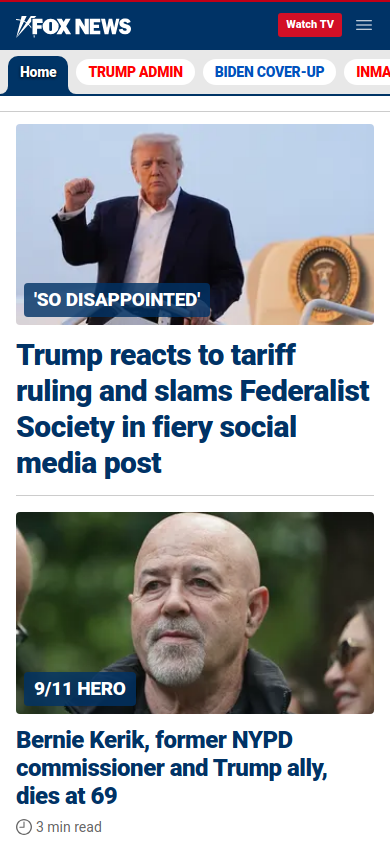 FOX NEWS
Watch TV
Home
TRUMP ADMIN
BIDEN COVER-UP
INMA
'SO DISAPPOINTED'
Trump reacts to tariff
ruling and slams Federalist
Society in fiery social
media post
9/11 HERO
Bernie Kerik, former NYPD
commissioner and Trump ally,
dies at 69
3 min read